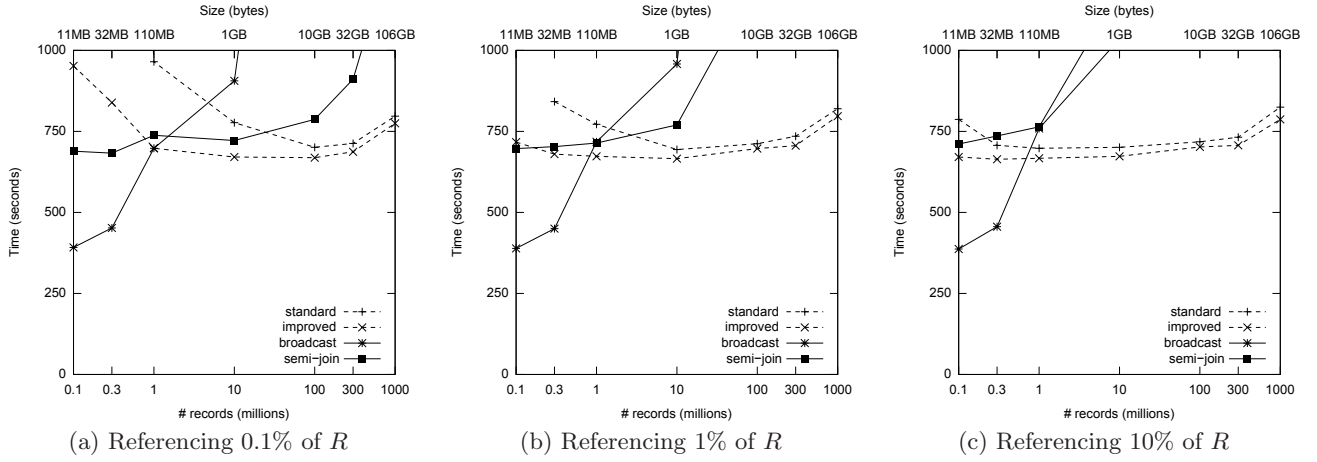 Size (bytes)
11MB 32MB 110MB 1GB 10GB 32GB 106GB
1000
750
500
250
0
Time (seconds)
standard
improved
broadcast
semi-join
0.1 0.3 1 10 100 300 1000
# records (millions)
(a) Referencing 0.1% of R
Size (bytes)
11MB 32MB 110MB 1GB 10GB 32GB 106GB
1000
750
500
250
0
Time (seconds)
standard
improved
broadcast
semi-join
0.1 0.3 1 10 100 300 1000
# records (millions)
(b) Referencing 1% of R
Size (bytes)
11MB 32MB 110MB 1GB 10GB 32GB 106GB
1000
750
500
250
0
Time (seconds)
standard
improved
broadcast
semi-join
0.1 0.3 1 10 100 300 1000
# records (millions)
(c) Referencing 10% of R